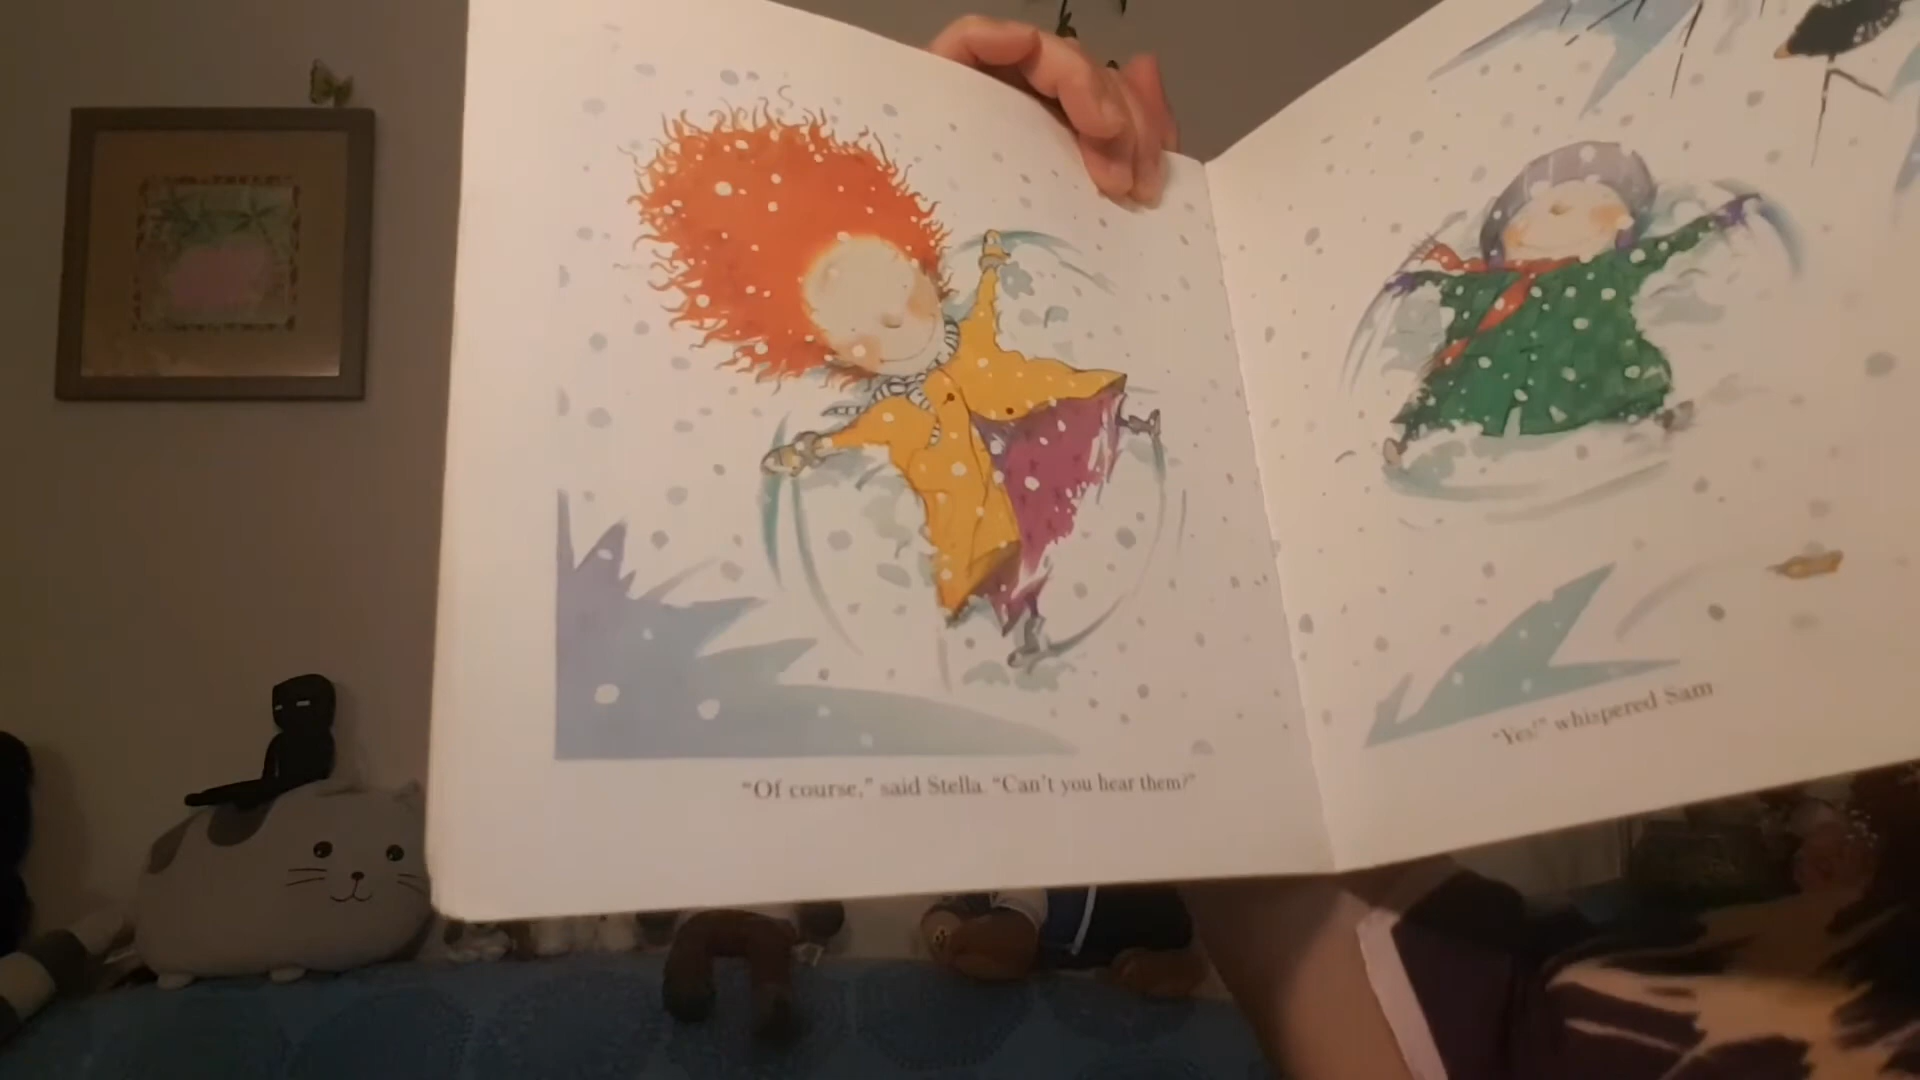 "Of course," said Stella. "Can't you hear them?"
"Yes!" whispered Sam